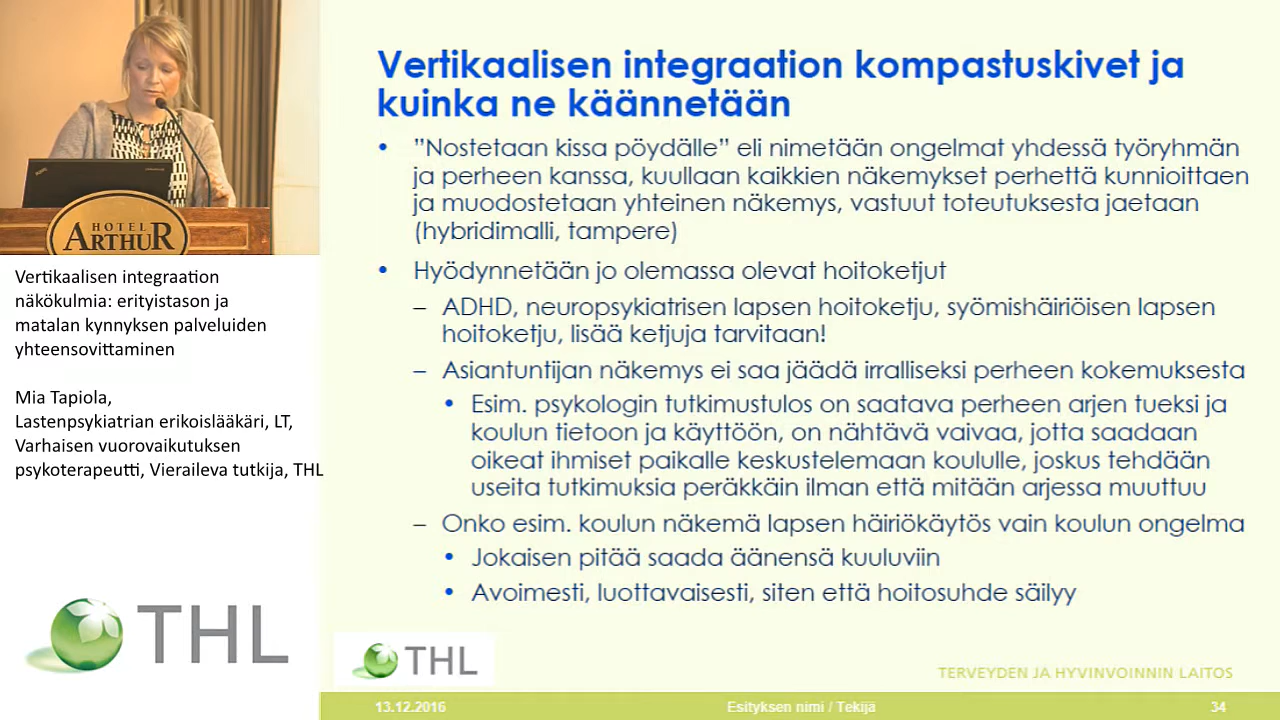 HOTEL
ARTHUR
Vertikaalisen integraation
näkökulmia: erityistason ja
matalan kynnyksen palveluiden
yhteensovittaminen
Mia Tapiola,
Lastenpsykiatrian erikoislääkäri, LT,
Varhaisen vuorovaikutuksen
psykoterapeutti, Vieraileva tutkija, THL
THL
Vertikaalisen integraation kompastuskivet ja
kuinka ne käännetään
• ”Nostetaan kissa pöydälle” eli nimetään ongelmat yhdessä työryhmän
ja perheen kanssa, kuullaan kaikkien näkemykset perhettä kunnioittaen
ja muodostetaan yhteinen näkemys, vastuut toteutuksesta jaetaan
(hybridimalli, tampere)
• Hyödynnetään jo olemassa olevat hoitoketjut
– ADHD, neuropsykiatrisen lapsen hoitoketju, syömishäiriöisen lapsen
hoitoketju, lisää ketjuja tarvitaan!
– Asiantuntijan näkemys ei saa jäädä irralliseksi perheen kokemuksesta
• Esim. psykologin tutkimustulos on saatava perheen arjen tueksi ja
koulun tietoon ja käyttöön, on nähtävä vaivaa, jotta saadaan
oikeat ihmiset paikalle keskustelemaan koululle, joskus tehdään
useita tutkimuksia peräkkäin ilman että mitään arjessa muuttuu
– Onko esim. koulun näkemä lapsen häiriökäytös vain koulun ongelma
• Jokaisen pitää saada äänensä kuuluviin
• Avoimesti, luottavaisesti, siten että hoitosuhde säilyy
THL
TERVEYDEN JA HYVINVOINNIN LAITOS
13.12.2016
Esityksen nimi / Tekijä
34